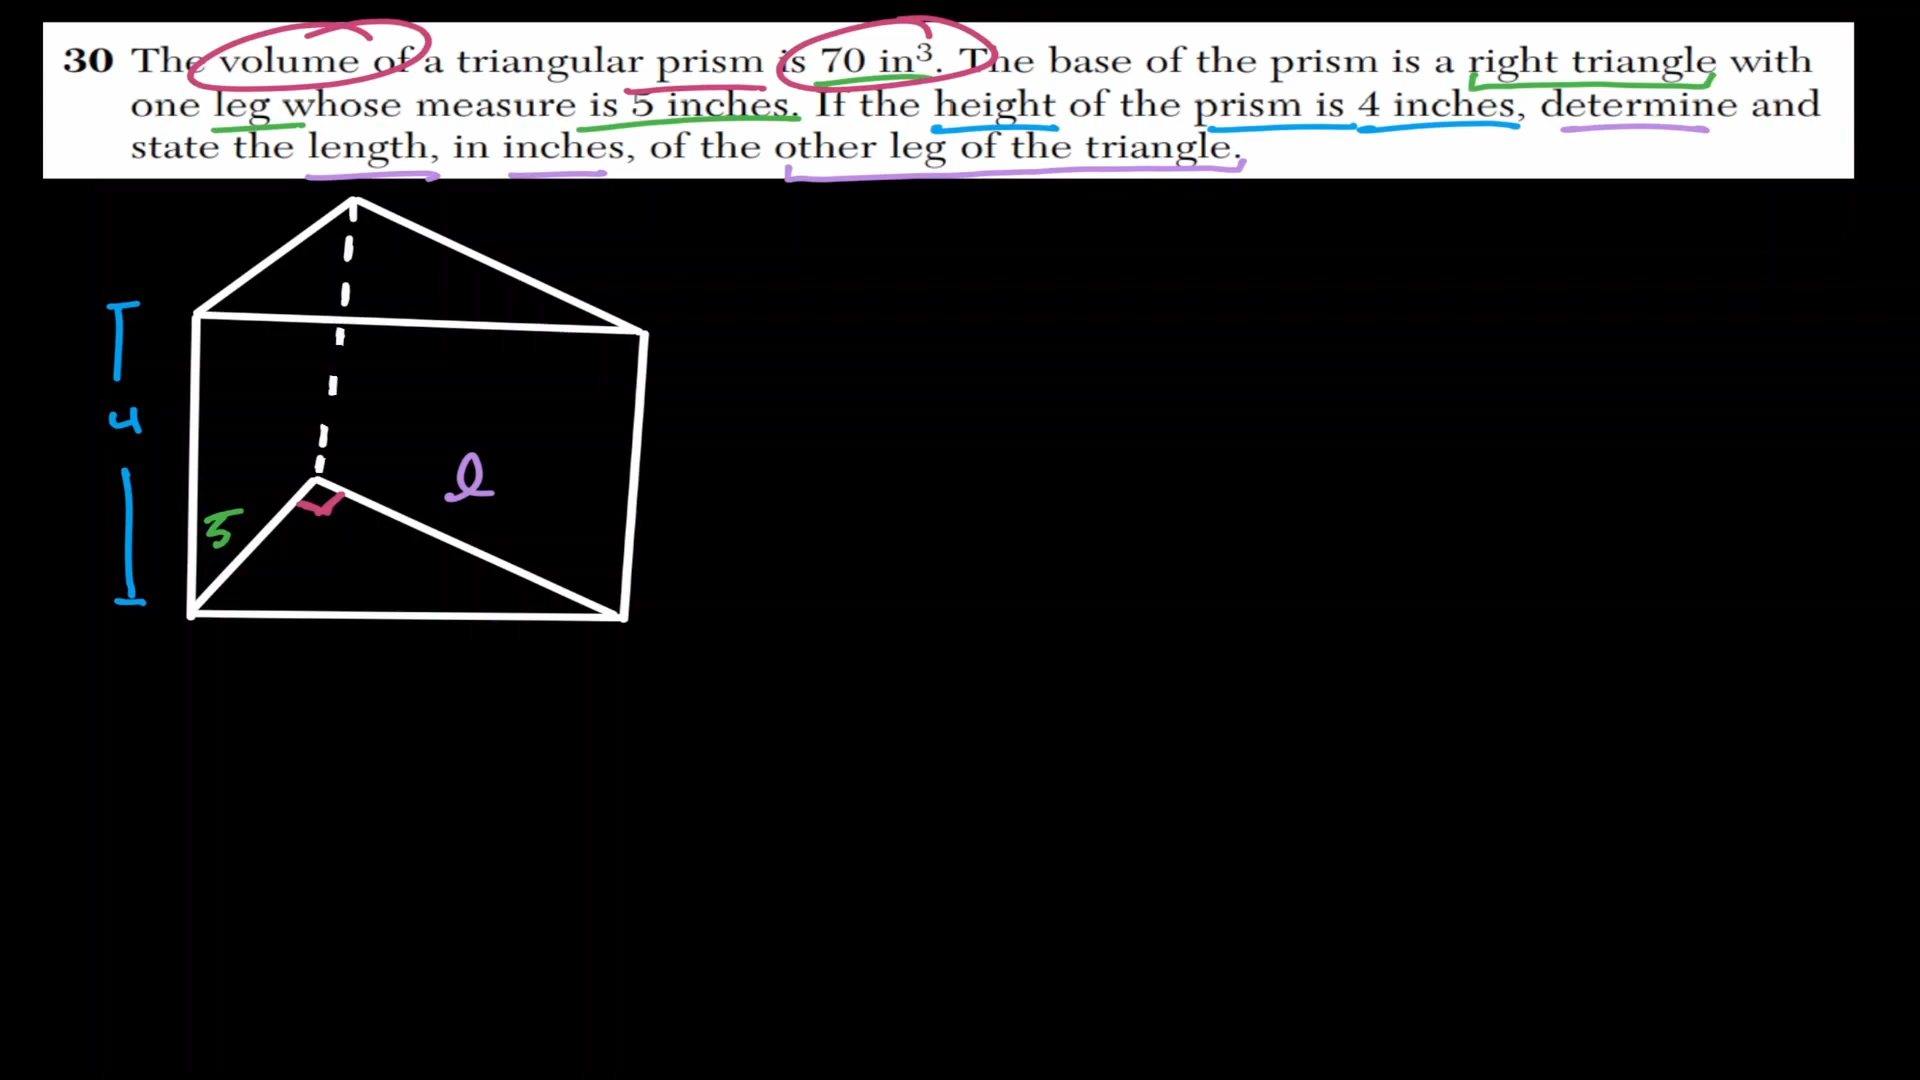 30 The volume of a triangular prism is 70 in³. The base of the prism is a right triangle with
one leg whose measure is 5 inches. If the height of the prism is 4 inches, determine and
state the length, in inches, of the other leg of the triangle.
4
5
l